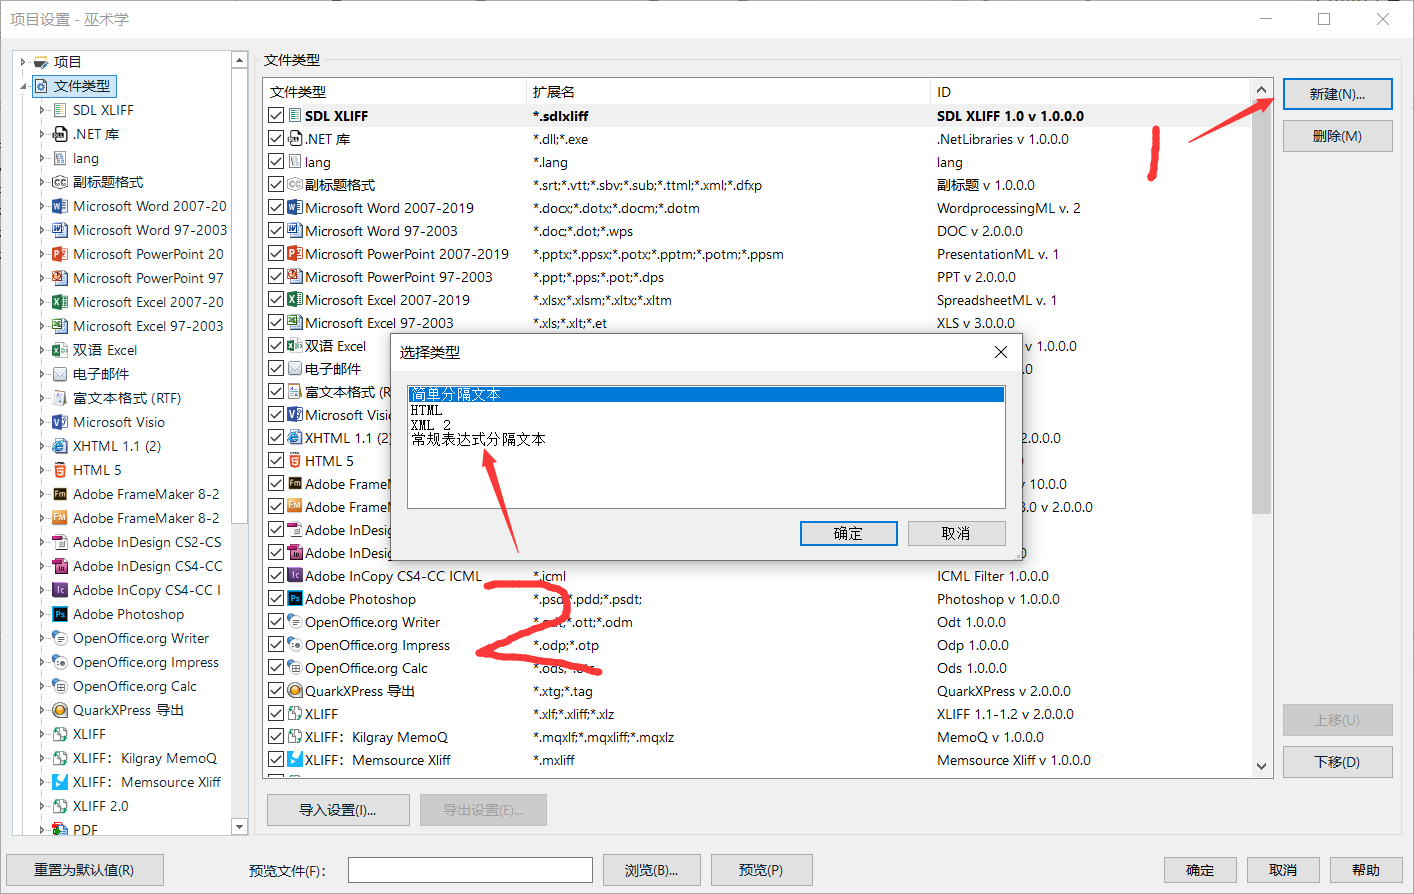 项目设置 - 巫术学
项目
文件类型
SDL XLIFF
.NET 库
lang
副标题格式
Microsoft Word 2007-20
Microsoft Word 97-2003
Microsoft PowerPoint 20
Microsoft PowerPoint 97
Microsoft Excel 2007-20
Microsoft Excel 97-2003
双语 Excel
电子邮件
富文本格式 (RTF)
Microsoft Visio
XHTML 1.1 (2)
HTML 5
Adobe FrameMaker 8-2
Adobe FrameMaker 8-2
Adobe InDesign CS2-CS
Adobe InDesign CS4-CC
Adobe InCopy CS4-CC I
Adobe Photoshop
OpenOffice.org Writer
OpenOffice.org Impress
OpenOffice.org Calc
QuarkXPress 导出
XLIFF
XLIFF：Kilgray MemoQ
XLIFF：Memsource Xliff
XLIFF 2.0
PDF
文件类型
文件类型 扩展名 ID
SDL XLIFF *.sdlxliff SDL XLIFF 1.0 v 1.0.0.0
.NET 库 *.dll;*.exe .NetLibraries v 1.0.0.0
lang *.lang lang
副标题格式 *.srt;*.vtt;*.sbv;*.sub;*.ttml;*.xml;*.dfxp 副标题 v 1.0.0.0
Microsoft Word 2007-2019 *.docx;*.dotx;*.docm;*.dotm WordprocessingML v. 2
Microsoft Word 97-2003 *.doc;*.dot;*.wps DOC v 2.0.0.0
Microsoft PowerPoint 2007-2019 *.pptx;*.ppsx;*.potx;*.pptm;*.potm;*.ppsm PresentationML v. 1
Microsoft PowerPoint 97-2003 *.ppt;*.pps;*.pot;*.dps PPT v 2.0.0.0
Microsoft Excel 2007-2019 *.xlsx;*.xlsm;*.xltx;*.xltm SpreadsheetML v. 1
Microsoft Excel 97-2003 *.xls;*.xlt;*.et XLS v 3.0.0.0
双语 Excel v 1.0.0.0
电子邮件 .0
富文本格式 (R
Microsoft Visio
XHTML 1.1 (2) 2.0.0.0
HTML 5
Adobe FrameM v 10.0.0
Adobe FrameM 8.0 v 2.0.0.0
Adobe InDesig
Adobe InDesig .0
Adobe InCopy CS4-CC ICML *.icml ICML Filter 1.0.0.0
Adobe Photoshop *.psd;*.pdd;*.psdt; Photoshop v 1.0.0.0
OpenOffice.org Writer *.odt;*.ott;*.odm Odt 1.0.0.0
OpenOffice.org Impress *.odp;*.otp Odp 1.0.0.0
OpenOffice.org Calc *.ods;*.ots Ods 1.0.0.0
QuarkXPress 导出 *.xtg;*.tag QuarkXPress v 2.0.0.0
XLIFF *.xlf;*.xliff;*.xlz XLIFF 1.1-1.2 v 2.0.0.0
XLIFF：Kilgray MemoQ *.mqxlf;*.mqxliff;*.mqxlz MemoQ v 1.0.0.0
XLIFF：Memsource Xliff *.mxliff Memsource Xliff v 1.0.0.0
选择类型
简单分隔文本
HTML
XML 2
常规表达式分隔文本
确定 取消
1
2
新建(N)...
删除(M)
上移(U)
下移(D)
导入设置(I)... 导出设置(E)...
重置为默认值(R) 预览文件(F)： 浏览(B)... 预览(P) 确定 取消 帮助